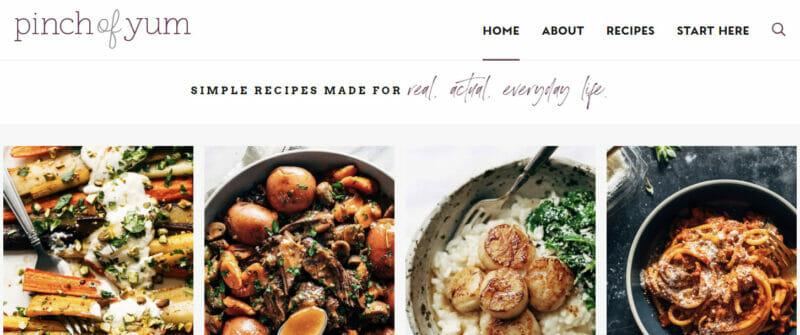 pinch of yum
HOME ABOUT RECIPES START HERE
SIMPLE RECIPES MADE FOR real, actual, everyday life.